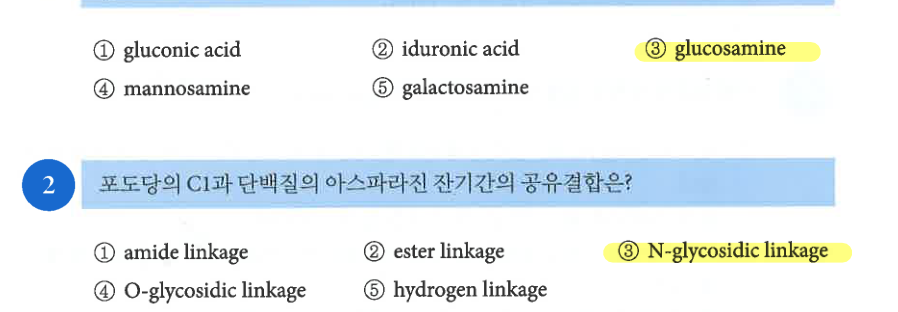 ① gluconic acid ② iduronic acid ③ glucosamine
④ mannosamine ⑤ galactosamine
2 포도당의 C1과 단백질의 아스파라진 잔기간의 공유결합은?
① amide linkage ② ester linkage ③ N-glycosidic linkage
④ O-glycosidic linkage ⑤ hydrogen linkage